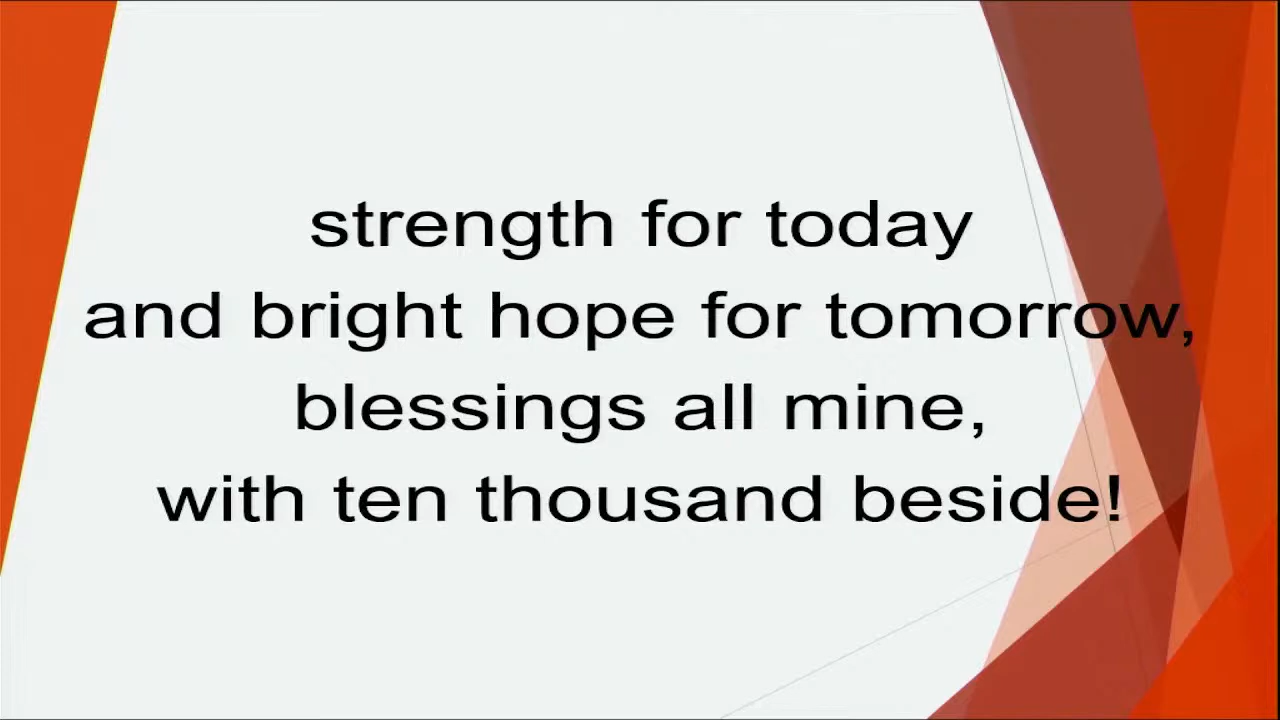 strength for today
and bright hope for tomorrow,
blessings all mine,
with ten thousand beside!